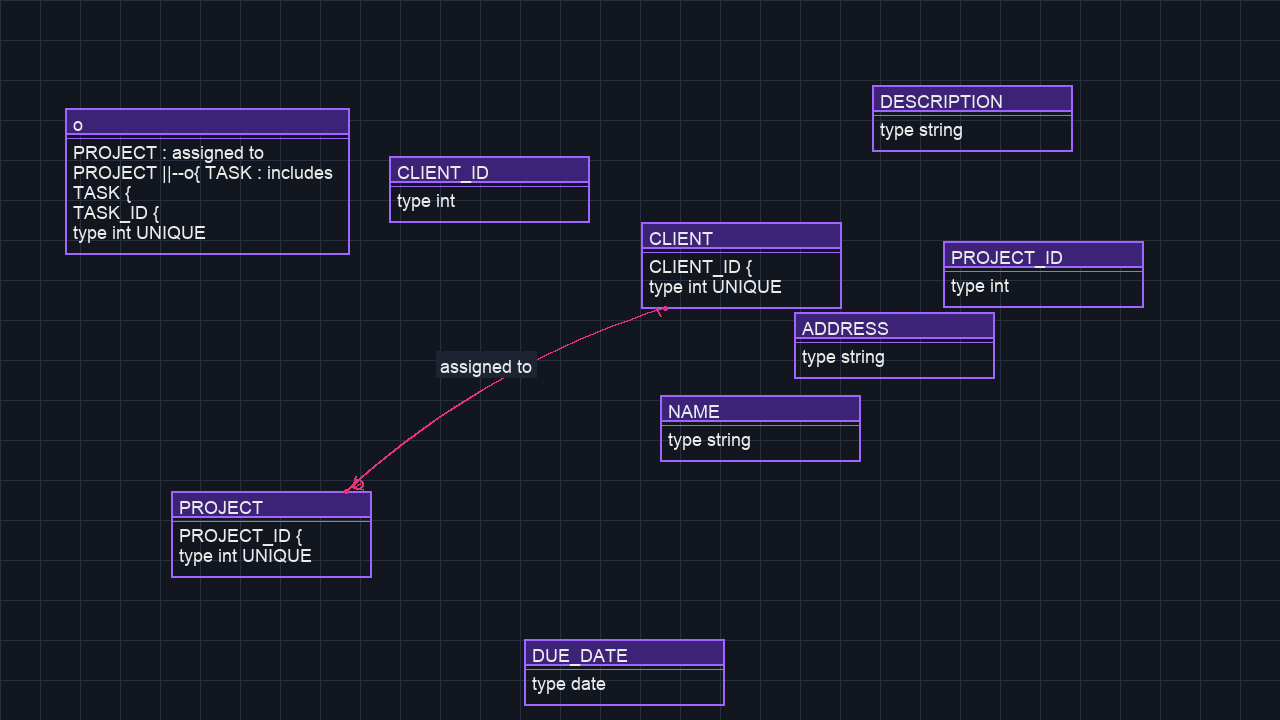 DESCRIPTION
type string
o
PROJECT : assigned to
PROJECT ||--o{ TASK : includes
TASK {
TASK_ID {
type int UNIQUE
CLIENT_ID
type int
CLIENT
CLIENT_ID {
type int UNIQUE
PROJECT_ID
type int
ADDRESS
type string
assigned to
NAME
type string
PROJECT
PROJECT_ID {
type int UNIQUE
DUE_DATE
type date